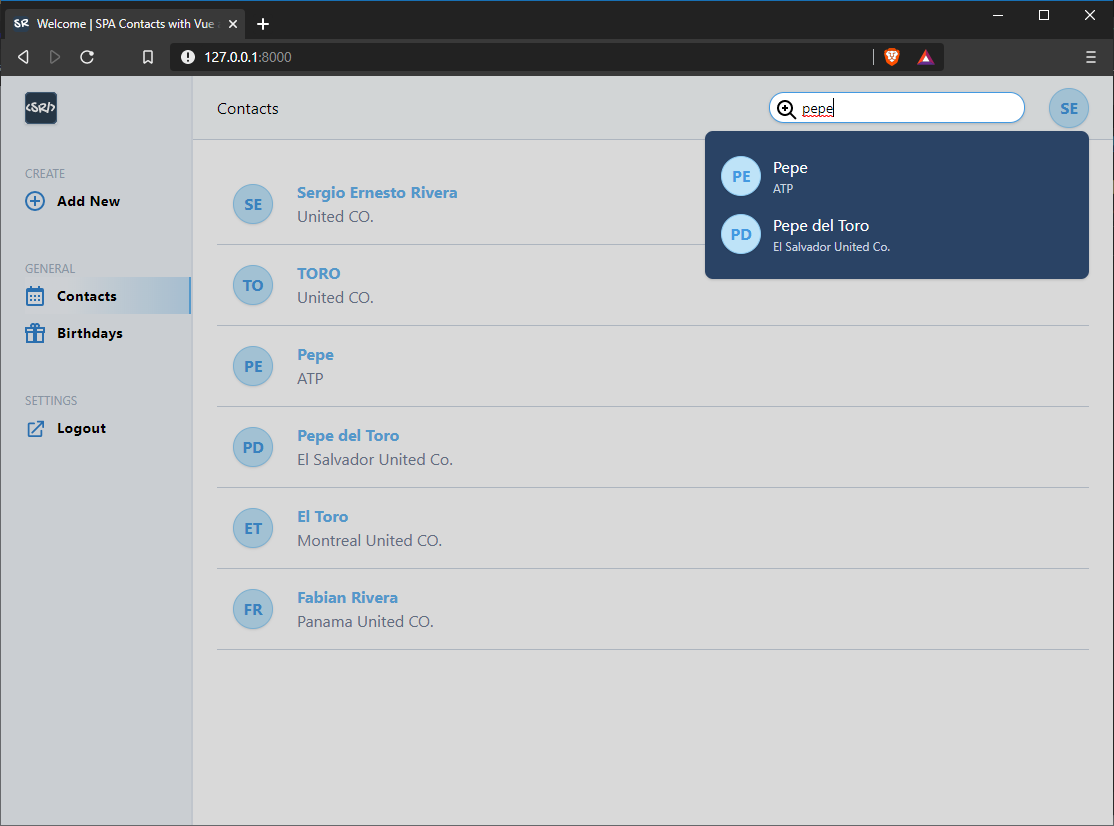 SR Welcome | SPA Contacts with Vue
127.0.0.1:8000
<SR/>
Contacts
pepe
SE
CREATE
Add New
GENERAL
Contacts
Birthdays
SETTINGS
Logout
SE
Sergio Ernesto Rivera
United CO.
TO
TORO
United CO.
PE
Pepe
ATP
PD
Pepe del Toro
El Salvador United Co.
ET
El Toro
Montreal United CO.
FR
Fabian Rivera
Panama United CO.
PE
Pepe
ATP
PD
Pepe del Toro
El Salvador United Co.